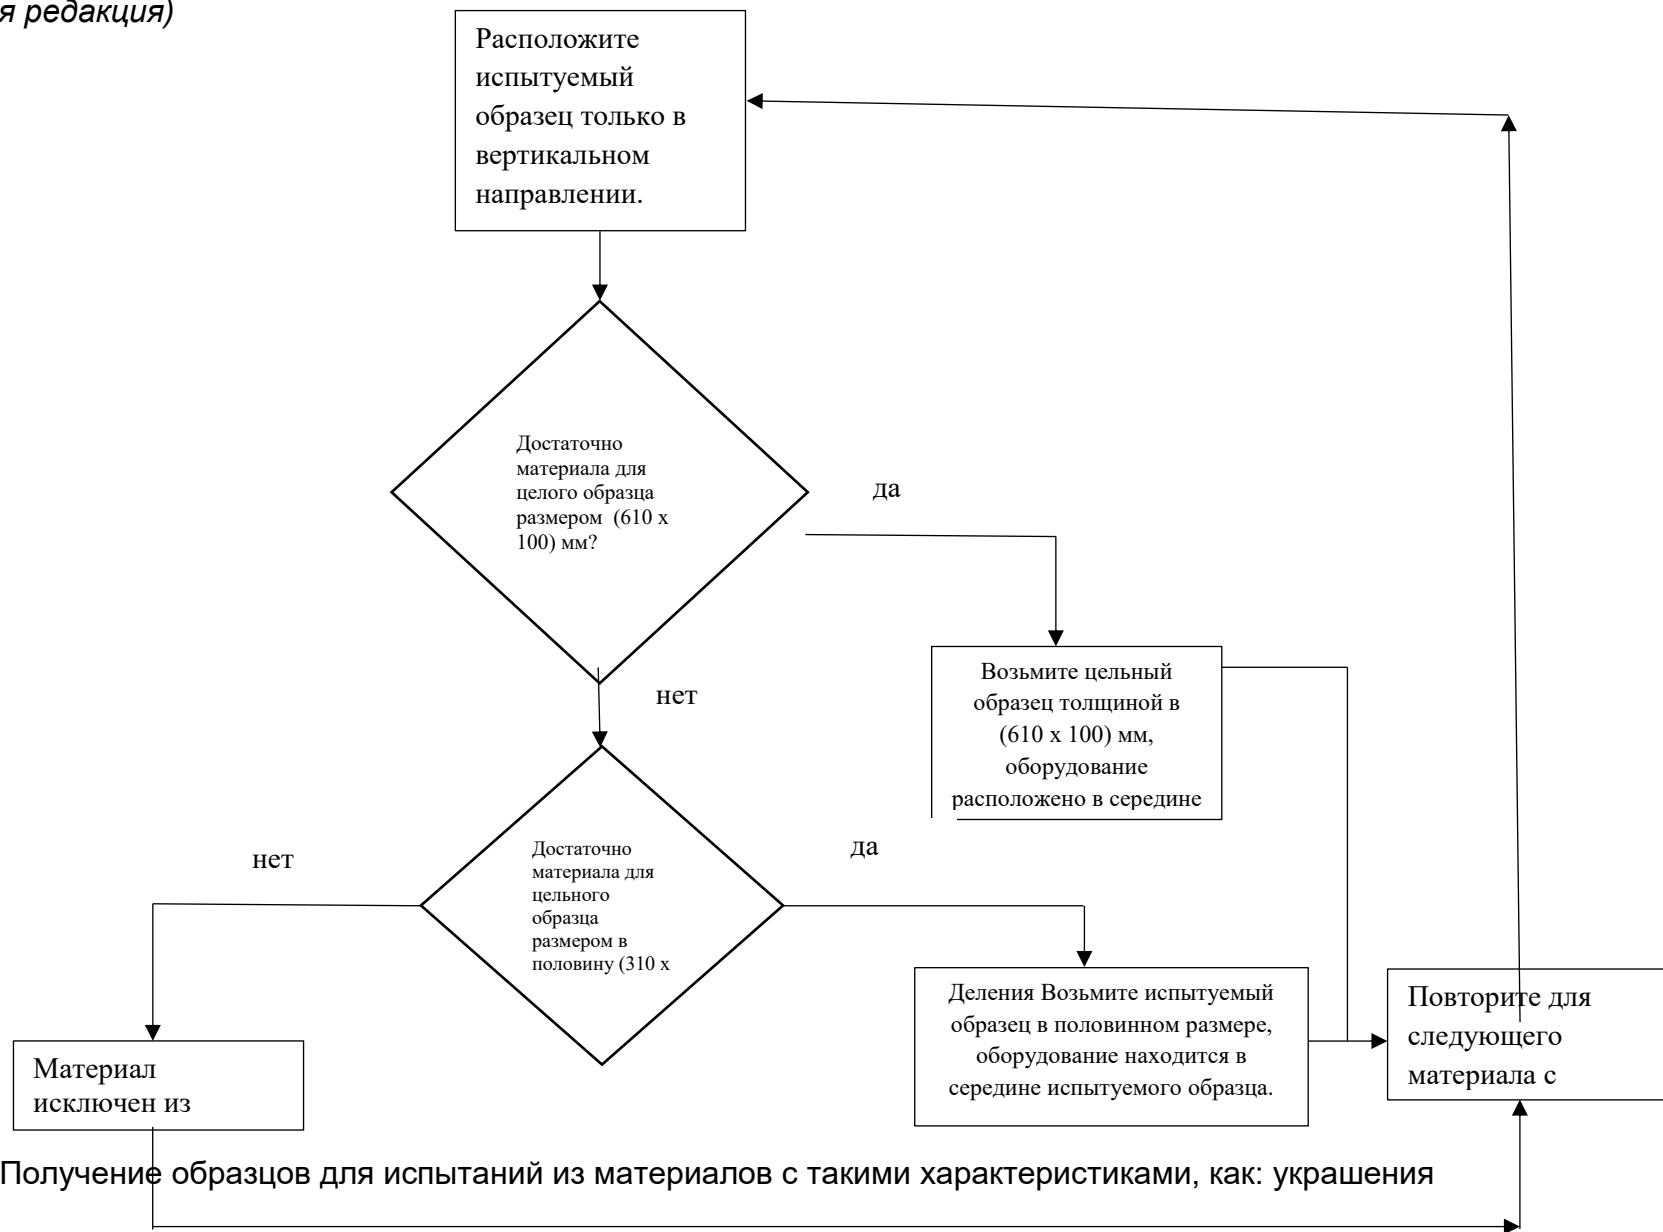 я редакция)
Расположите
испытуемый
образец только в
вертикальном
направлении.
Достаточно
материала для
целого образца
размером (610 х
100) мм?
да
нет
Возьмите цельный
образец толщиной в
(610 х 100) мм,
оборудование
расположено в середине
Достаточно
материала для
цельного
образца
размером в
половину (310 х
нет
да
Деления Возьмите испытуемый
образец в половинном размере,
оборудование находится в
середине испытуемого образца.
Повторите для
следующего
материала с
Материал
исключен из
Получение образцов для испытаний из материалов с такими характеристиками, как: украшения